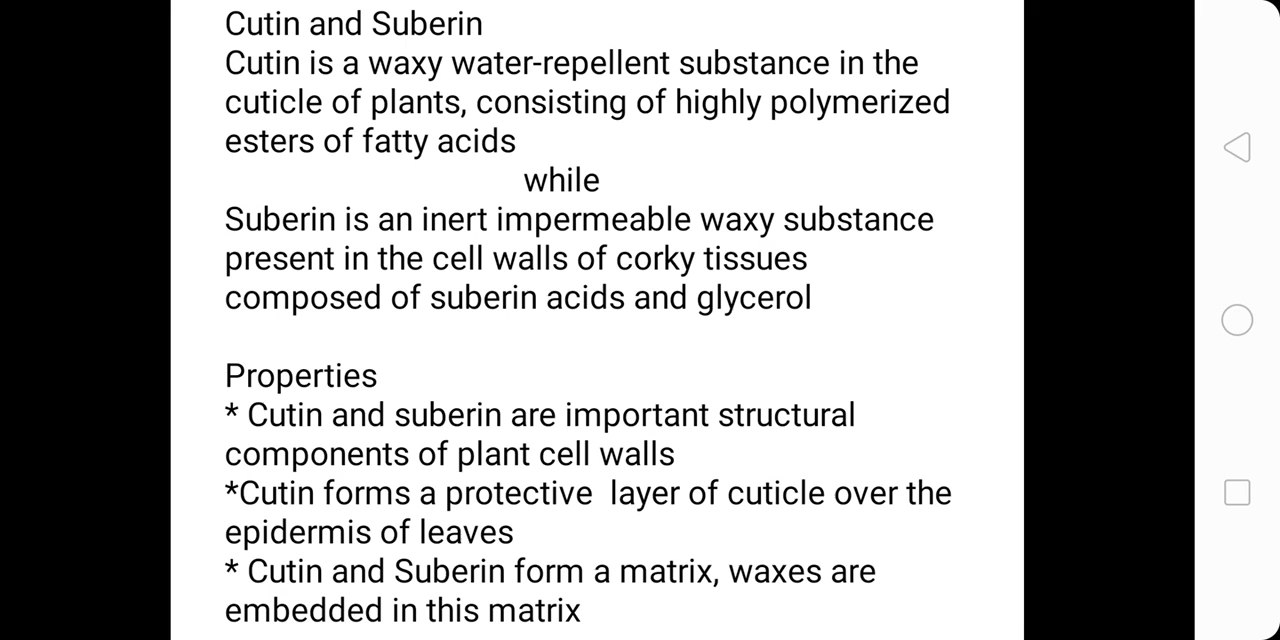 Cutin and Suberin
Cutin is a waxy water-repellent substance in the
cuticle of plants, consisting of highly polymerized
esters of fatty acids
while
Suberin is an inert impermeable waxy substance
present in the cell walls of corky tissues
composed of suberin acids and glycerol
Properties
* Cutin and suberin are important structural
components of plant cell walls
*Cutin forms a protective  layer of cuticle over the
epidermis of leaves
* Cutin and Suberin form a matrix, waxes are
embedded in this matrix